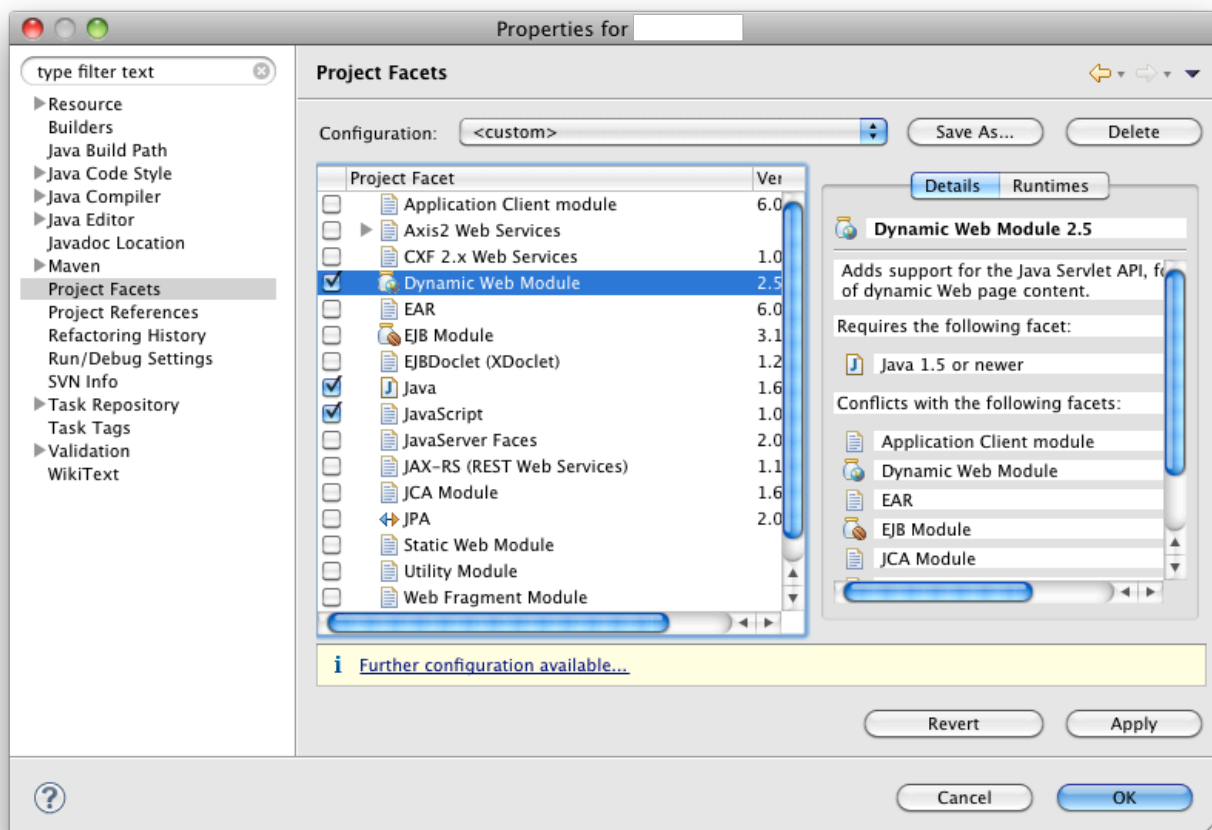 Properties for
type filter text
Resource
Builders
Java Build Path
Java Code Style
Java Compiler
Java Editor
Javadoc Location
Maven
Project Facets
Project References
Refactoring History
Run/Debug Settings
SVN Info
Task Repository
Task Tags
Validation
WikiText
Project Facets
Configuration: <custom> Save As... Delete
Project Facet Ver
Application Client module 6.0
Axis2 Web Services
CXF 2.x Web Services 1.0
Dynamic Web Module 2.5
EAR 6.0
EJB Module 3.1
EJBDoclet (XDoclet) 1.2
Java 1.6
JavaScript 1.0
JavaServer Faces 2.0
JAX-RS (REST Web Services) 1.1
JCA Module 1.6
JPA 2.0
Static Web Module
Utility Module
Web Fragment Module
Details Runtimes
Dynamic Web Module 2.5
Adds support for the Java Servlet API, fo
of dynamic Web page content.
Requires the following facet:
Java 1.5 or newer
Conflicts with the following facets:
Application Client module
Dynamic Web Module
EAR
EJB Module
JCA Module
i Further configuration available...
Revert Apply
? Cancel OK